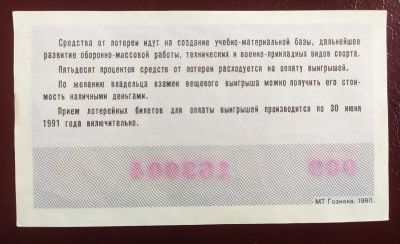 Средства от лотереи идут на создание учебно-материальной базы, дальнейшее
развитие оборонно-массовой работы, технических и военно-прикладных видов спорта.
Пятьдесят процентов средств от лотереи расходуется на оплату выигрышей.
По желанию владельца взамен вещевого выигрыша можно получить его стои-
мость наличными деньгами.
Прием лотерейных билетов для оплаты выигрышей производится по 30 июня
1991 года включительно.
МТ Гознака. 1990.